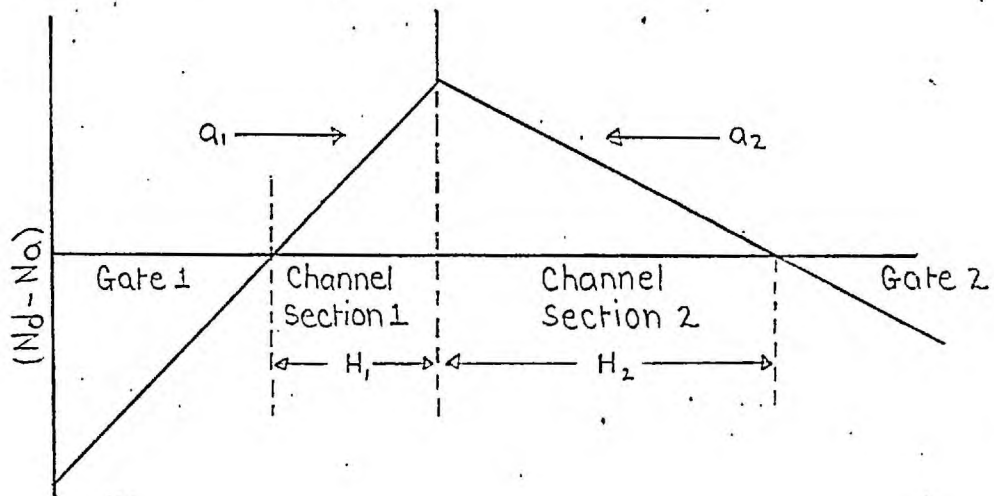 a₁
a₂
(Nd - Na)
Gate 1
Channel
Section 1
Channel
Section 2
Gate 2
H₁
H₂